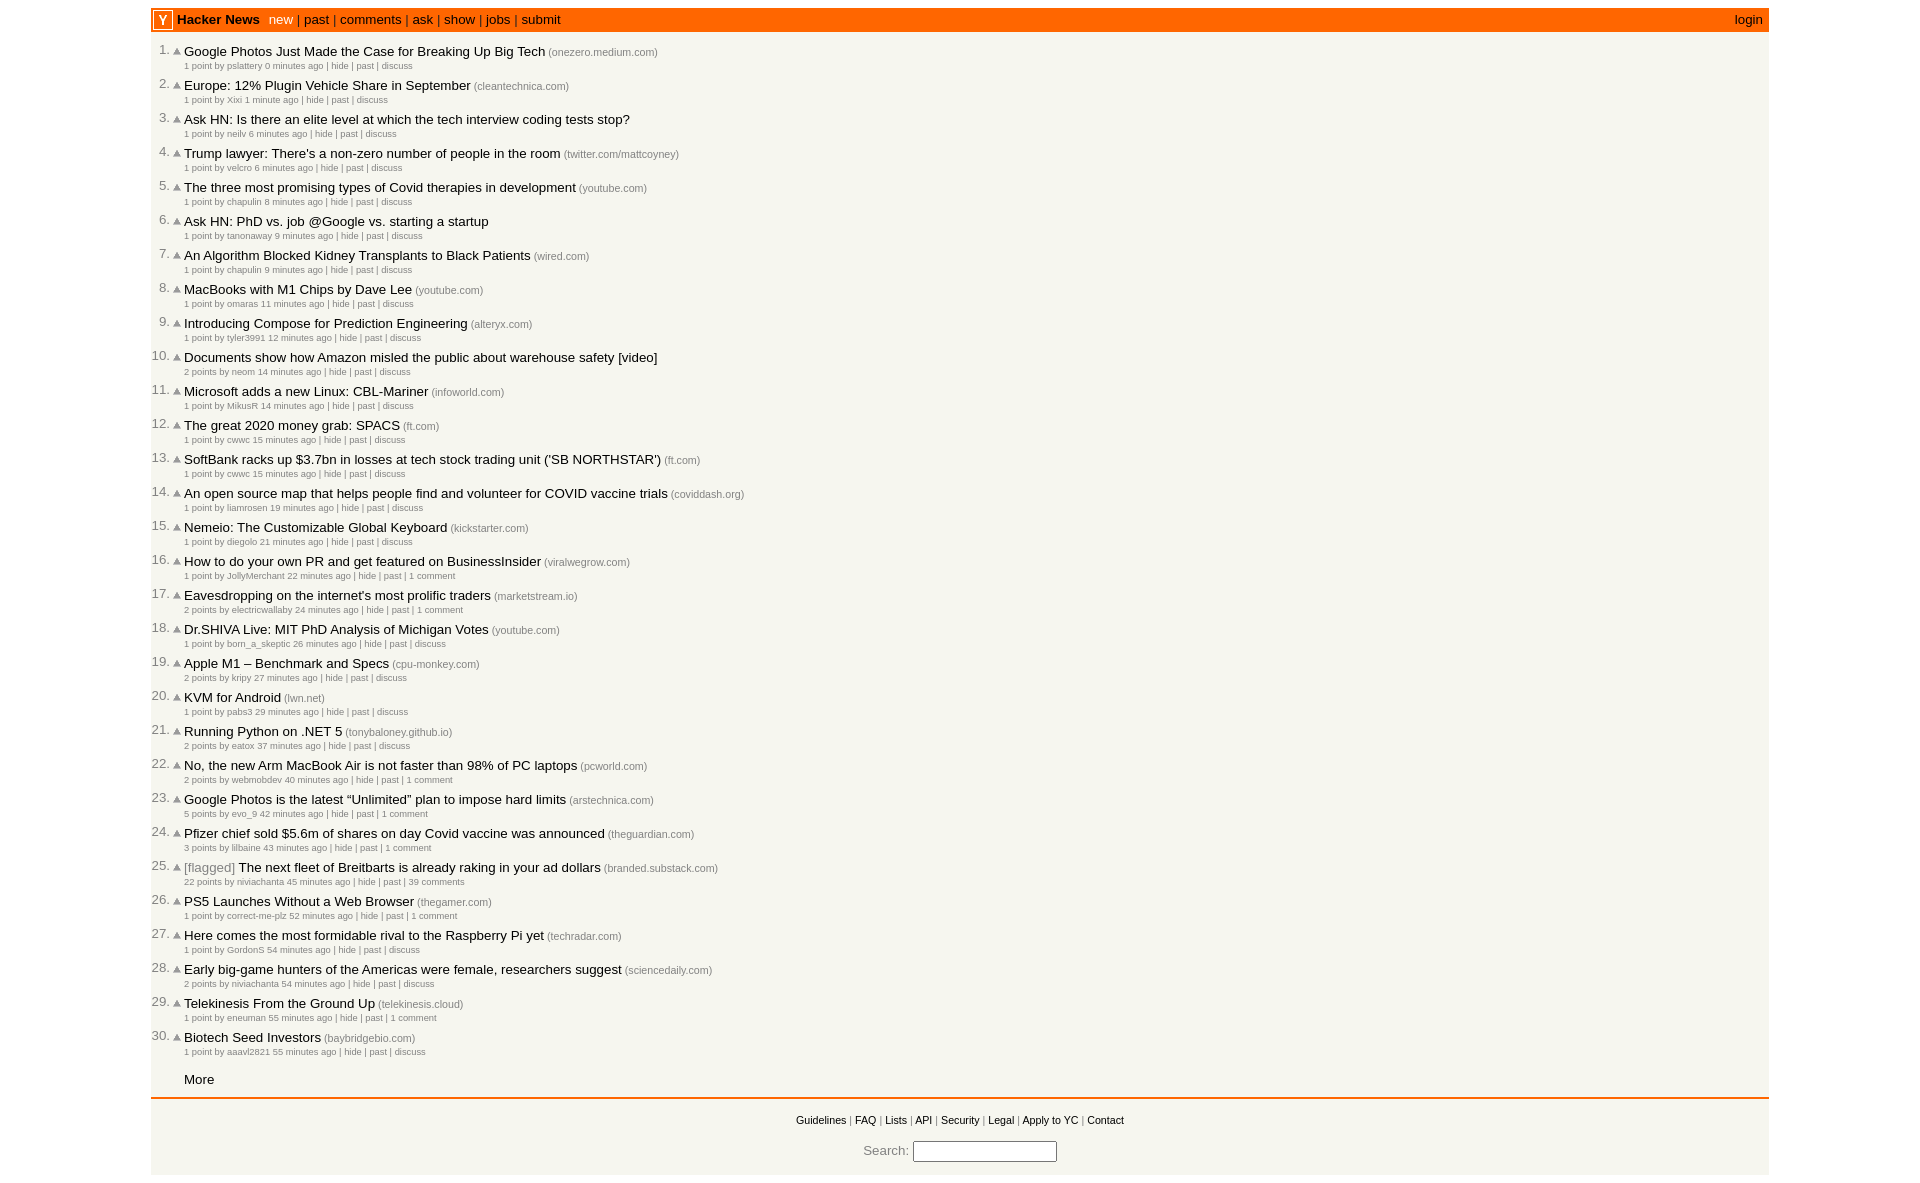 Y Hacker News new | past | comments | ask | show | jobs | submit login
1. Google Photos Just Made the Case for Breaking Up Big Tech (onezero.medium.com)
1 point by pslattery 0 minutes ago | hide | past | discuss
2. Europe: 12% Plugin Vehicle Share in September (cleantechnica.com)
1 point by Xixi 1 minute ago | hide | past | discuss
3. Ask HN: Is there an elite level at which the tech interview coding tests stop?
1 point by neilv 6 minutes ago | hide | past | discuss
4. Trump lawyer: There's a non-zero number of people in the room (twitter.com/mattcoyney)
1 point by velcro 6 minutes ago | hide | past | discuss
5. The three most promising types of Covid therapies in development (youtube.com)
1 point by chapulin 8 minutes ago | hide | past | discuss
6. Ask HN: PhD vs. job @Google vs. starting a startup
1 point by tanonaway 9 minutes ago | hide | past | discuss
7. An Algorithm Blocked Kidney Transplants to Black Patients (wired.com)
1 point by chapulin 9 minutes ago | hide | past | discuss
8. MacBooks with M1 Chips by Dave Lee (youtube.com)
1 point by omaras 11 minutes ago | hide | past | discuss
9. Introducing Compose for Prediction Engineering (alteryx.com)
1 point by tyler3991 12 minutes ago | hide | past | discuss
10. Documents show how Amazon misled the public about warehouse safety [video]
2 points by neom 14 minutes ago | hide | past | discuss
11. Microsoft adds a new Linux: CBL-Mariner (infoworld.com)
1 point by MikusR 14 minutes ago | hide | past | discuss
12. The great 2020 money grab: SPACS (ft.com)
1 point by cwwc 15 minutes ago | hide | past | discuss
13. SoftBank racks up $3.7bn in losses at tech stock trading unit ('SB NORTHSTAR') (ft.com)
1 point by cwwc 15 minutes ago | hide | past | discuss
14. An open source map that helps people find and volunteer for COVID vaccine trials (coviddash.org)
1 point by liamrosen 19 minutes ago | hide | past | discuss
15. Nemeio: The Customizable Global Keyboard (kickstarter.com)
1 point by diegolo 21 minutes ago | hide | past | discuss
16. How to do your own PR and get featured on BusinessInsider (viralwegrow.com)
1 point by JollyMerchant 22 minutes ago | hide | past | 1 comment
17. Eavesdropping on the internet's most prolific traders (marketstream.io)
2 points by electricwallaby 24 minutes ago | hide | past | 1 comment
18. Dr.SHIVA Live: MIT PhD Analysis of Michigan Votes (youtube.com)
1 point by born_a_skeptic 26 minutes ago | hide | past | discuss
19. Apple M1 – Benchmark and Specs (cpu-monkey.com)
2 points by kripy 27 minutes ago | hide | past | discuss
20. KVM for Android (lwn.net)
1 point by pabs3 29 minutes ago | hide | past | discuss
21. Running Python on .NET 5 (tonybaloney.github.io)
2 points by eatox 37 minutes ago | hide | past | discuss
22. No, the new Arm MacBook Air is not faster than 98% of PC laptops (pcworld.com)
2 points by webmobdev 40 minutes ago | hide | past | 1 comment
23. Google Photos is the latest “Unlimited” plan to impose hard limits (arstechnica.com)
5 points by evo_9 42 minutes ago | hide | past | 1 comment
24. Pfizer chief sold $5.6m of shares on day Covid vaccine was announced (theguardian.com)
3 points by lilbaine 43 minutes ago | hide | past | 1 comment
25. [flagged] The next fleet of Breitbarts is already raking in your ad dollars (branded.substack.com)
22 points by niviachanta 45 minutes ago | hide | past | 39 comments
26. PS5 Launches Without a Web Browser (thegamer.com)
1 point by correct-me-plz 52 minutes ago | hide | past | 1 comment
27. Here comes the most formidable rival to the Raspberry Pi yet (techradar.com)
1 point by GordonS 54 minutes ago | hide | past | discuss
28. Early big-game hunters of the Americas were female, researchers suggest (sciencedaily.com)
2 points by niviachanta 54 minutes ago | hide | past | discuss
29. Telekinesis From the Ground Up (telekinesis.cloud)
1 point by eneuman 55 minutes ago | hide | past | 1 comment
30. Biotech Seed Investors (baybridgebio.com)
1 point by aaavl2821 55 minutes ago | hide | past | discuss
More
Guidelines | FAQ | Lists | API | Security | Legal | Apply to YC | Contact
Search: